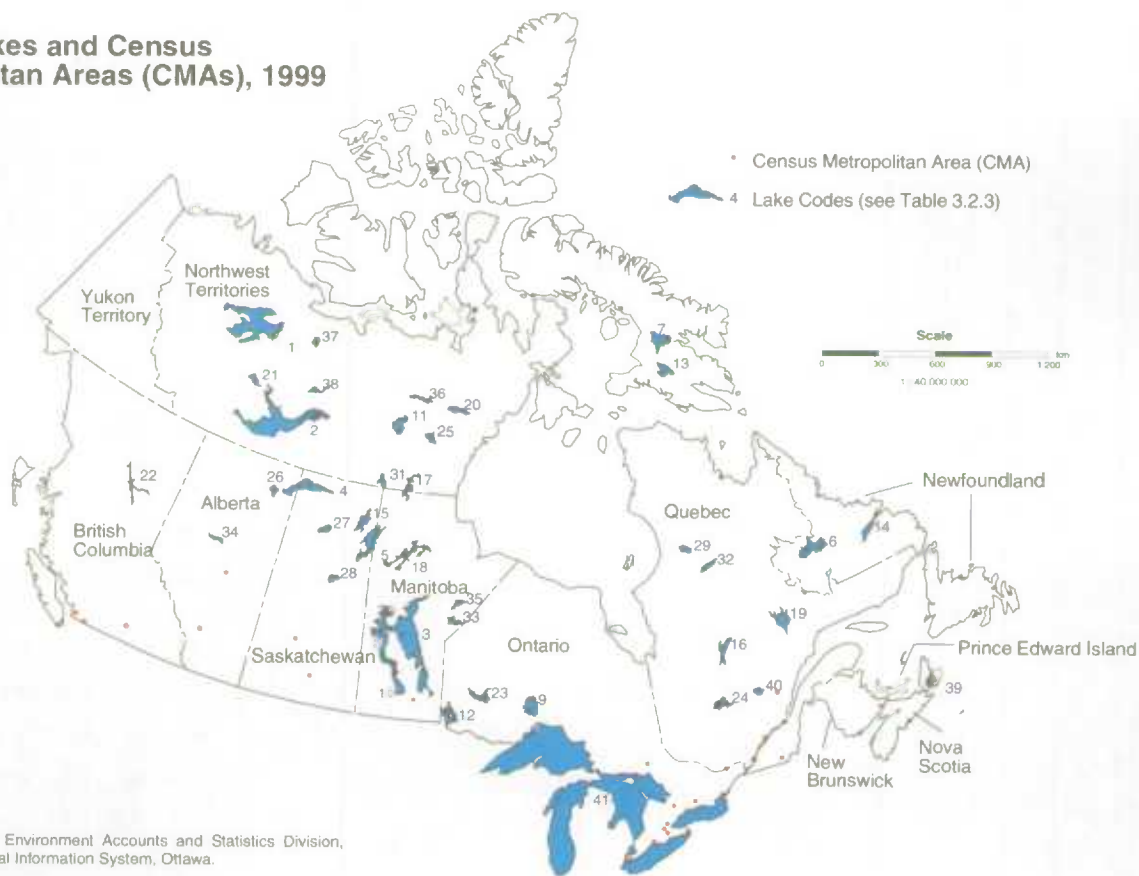 kes and Census
tan Areas (CMAs), 1999
Census Metropolitan Area (CMA)
4 Lake Codes (see Table 3.2.3)
Northwest
Territories
Yukon
Territory
1
37
7
13
Scale
0 300 600 900 1 200 km
1 : 40 000 000
21
38
36
20
2
11
25
22
26
4
31
17
Newfoundland
Alberta
Quebec
15
27
14
34
6
British
Columbia
29
5
18
32
28
Manitoba
35
33
19
3
Ontario
16
Prince Edward Island
Saskatchewan
10
23
9
24
40
39
12
New
Brunswick
Nova
Scotia
41
Environment Accounts and Statistics Division,
al Information System, Ottawa.